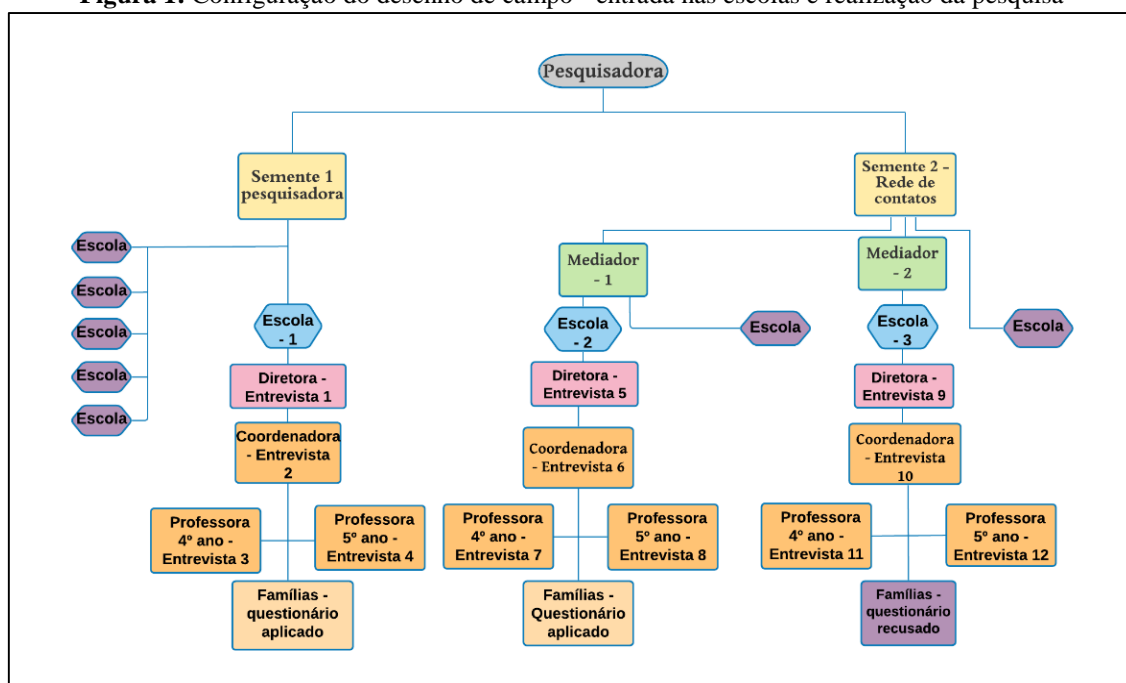 Figura 1: Configuração do desenho de campo - entrada nas escolas e realização da pesquisa
Pesquisadora
Semente 1
pesquisadora
Semente 2 –
Rede de
contatos
Escola
Escola
Escola
Escola
Escola
Mediador
- 1
Mediador
- 2
Escola
- 1
Escola
- 2
Escola
Escola
- 3
Escola
Diretora -
Entrevista 1
Diretora -
Entrevista 5
Diretora -
Entrevista 9
Coordenadora
- Entrevista
2
Coordenadora
- Entrevista 6
Coordenadora
- Entrevista
10
Professora
4º ano -
Entrevista 3
Professora
5º ano -
Entrevista 4
Professora
4º ano -
Entrevista 7
Professora
5º ano -
Entrevista 8
Professora
4º ano -
Entrevista 11
Professora
5º ano -
Entrevista 12
Famílias -
questionário
aplicado
Famílias -
Questionário
aplicado
Famílias -
questionário
recusado